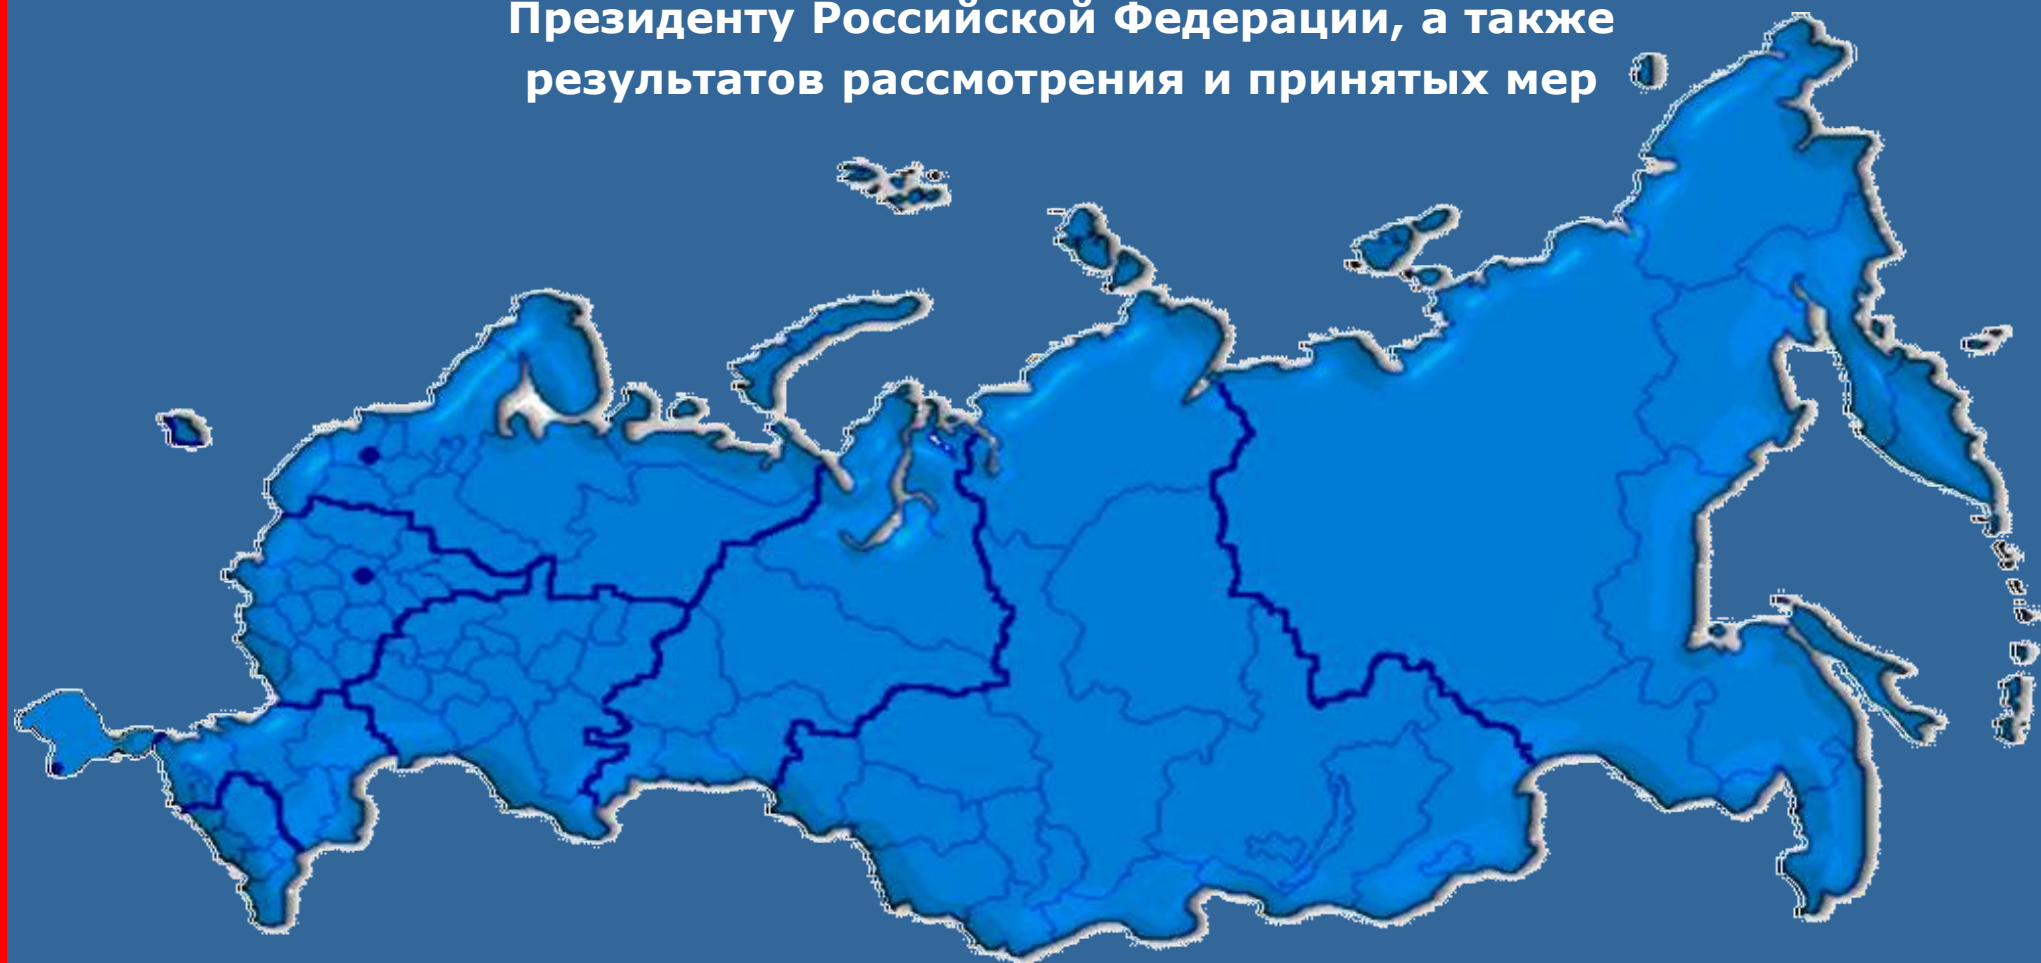 Президенту Российской Федерации, а также
результатов рассмотрения и принятых мер